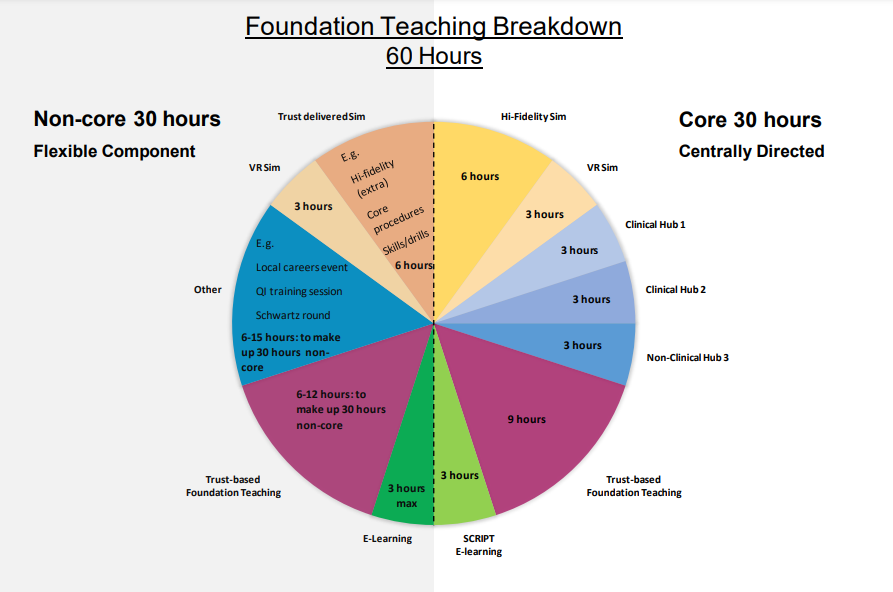 Foundation Teaching Breakdown
60 Hours
Non-core 30 hours
Flexible Component
Core 30 hours
Centrally Directed
Trust delivered Sim
E.g.
Hi-fidelity
(extra)
Core
procedures
Skills/drills
6 hours
VR Sim
3 hours
Other
E.g.
Local careers event
QI training session
Schwartz round
6-15 hours: to make
up 30 hours non-
core
6-12 hours: to
make up 30 hours
non-core
Trust-based
Foundation Teaching
3 hours
max
E-Learning
Hi-Fidelity Sim
6 hours
VR Sim
3 hours
Clinical Hub 1
3 hours
Clinical Hub 2
3 hours
Non-Clinical Hub 3
3 hours
9 hours
Trust-based
Foundation Teaching
3 hours
SCRIPT
E-learning